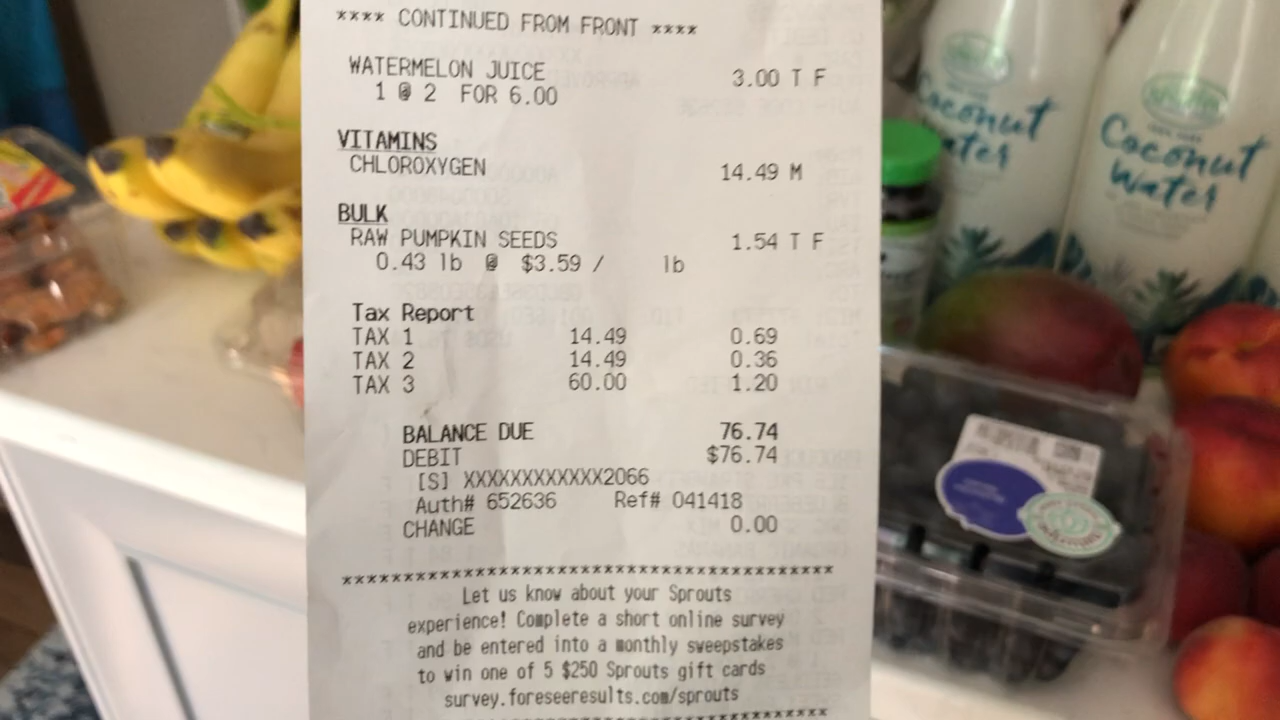 **** CONTINUED FROM FRONT ****
WATERMELON JUICE 3.00 T F
1 @ 2 FOR 6.00
VITAMINS
CHLOROXYGEN 14.49 M
BULK
RAW PUMPKIN SEEDS 1.54 T F
0.43 lb @ $3.59 / lb
Tax Report
TAX 1 14.49 0.69
TAX 2 14.49 0.36
TAX 3 60.00 1.20
BALANCE DUE 76.74
DEBIT $76.74
[S] XXXXXXXXXXXX2066
Auth# 652636 Ref# 041418
CHANGE 0.00
****************************************
Let us know about your Sprouts
experience! Complete a short online survey
and be entered into a monthly sweepstakes
to win one of 5 $250 Sprouts gift cards
survey.foreseeresults.com/sprouts
****************************************
Coconut
Water
Coconut
Water